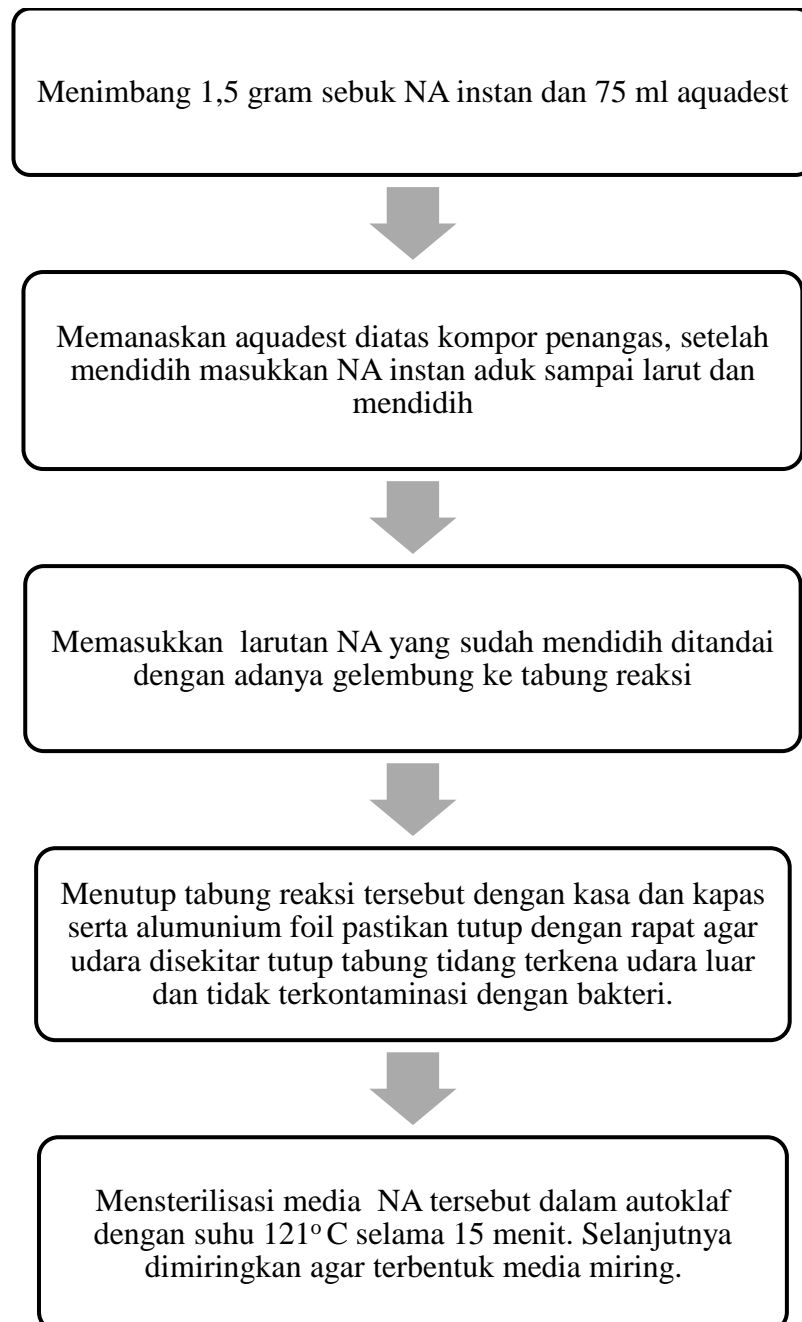 Menimbang 1,5 gram sebuk NA instan dan 75 ml aquadest
Memanaskan aquadest diatas kompor penangas, setelah
mendidih masukkan NA instan aduk sampai larut dan
mendidih
Memasukkan  larutan NA yang sudah mendidih ditandai
dengan adanya gelembung ke tabung reaksi
Menutup tabung reaksi tersebut dengan kasa dan kapas
serta alumunium foil pastikan tutup dengan rapat agar
udara disekitar tutup tabung tidang terkena udara luar
dan tidak terkontaminasi dengan bakteri.
Mensterilisasi media  NA tersebut dalam autoklaf
dengan suhu 121º C selama 15 menit. Selanjutnya
dimiringkan agar terbentuk media miring.